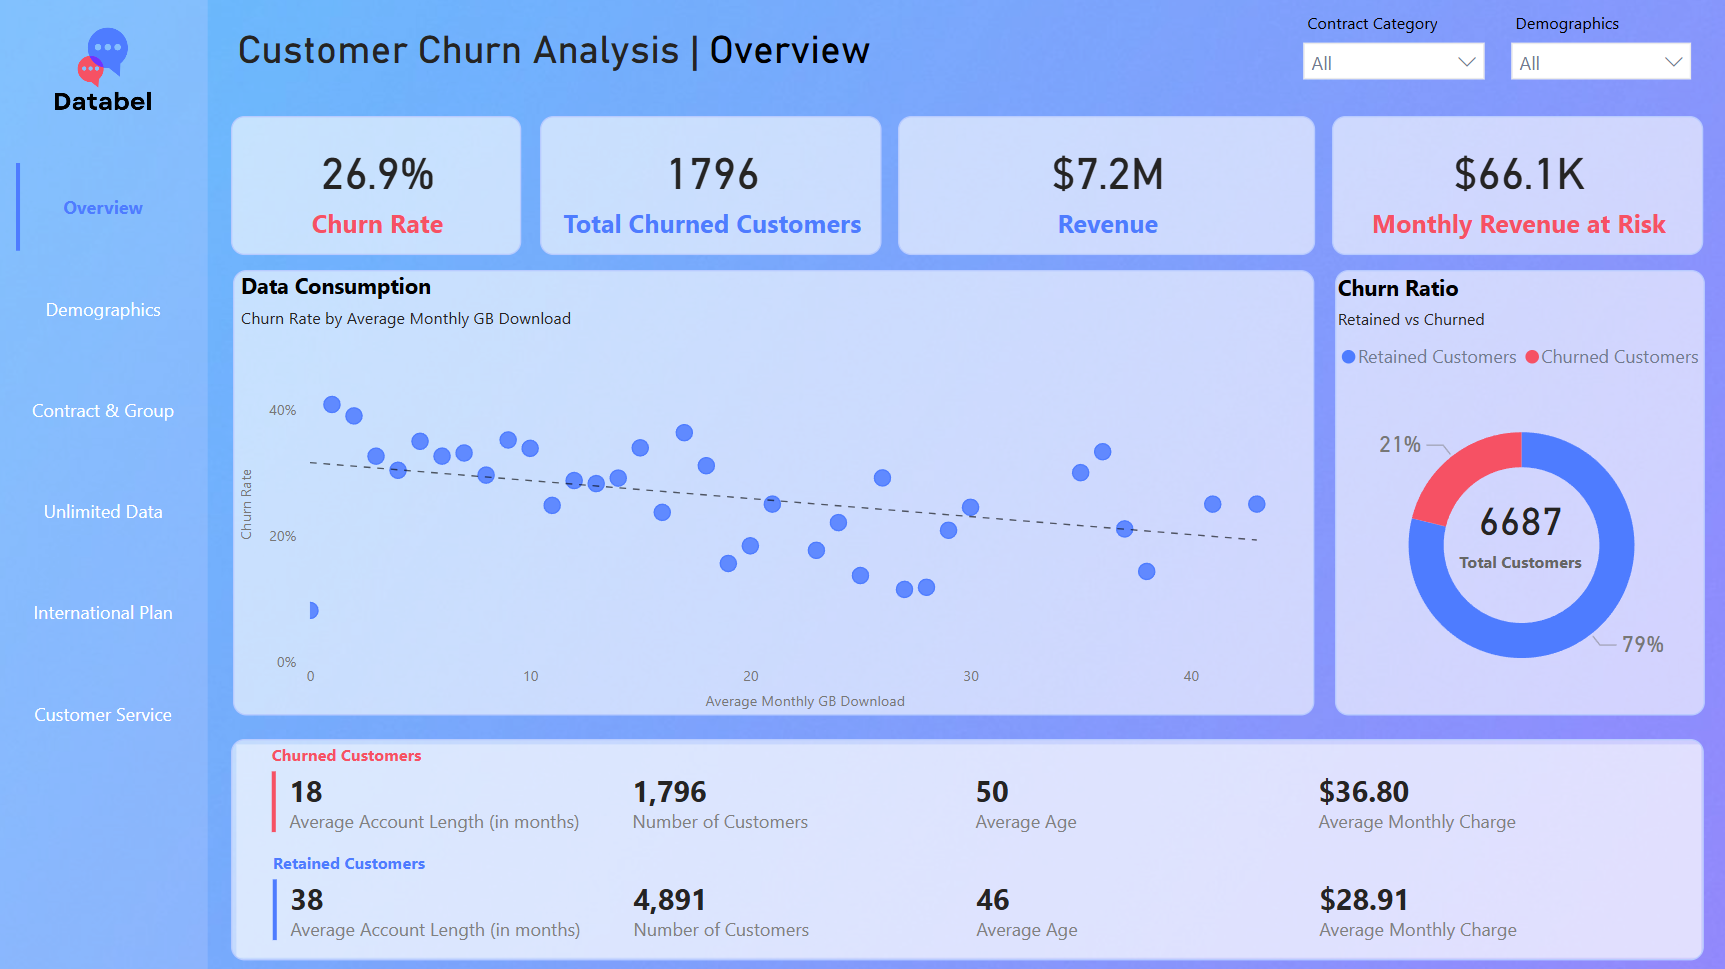 Databel
Customer Churn Analysis | Overview
Contract Category
All
Demographics
All
Overview
Demographics
Contract & Group
Unlimited Data
International Plan
Customer Service
26.9%
Churn Rate
1796
Total Churned Customers
$7.2M
Revenue
$66.1K
Monthly Revenue at Risk
Data Consumption
Churn Rate by Average Monthly GB Download
Churn Rate
40%
20%
0%
0 10 20 30 40
Average Monthly GB Download
Churn Ratio
Retained vs Churned
Retained Customers Churned Customers
21%
6687
Total Customers
79%
Churned Customers
18 1,796 50 $36.80
Average Account Length (in months) Number of Customers Average Age Average Monthly Charge
Retained Customers
38 4,891 46 $28.91
Average Account Length (in months) Number of Customers Average Age Average Monthly Charge